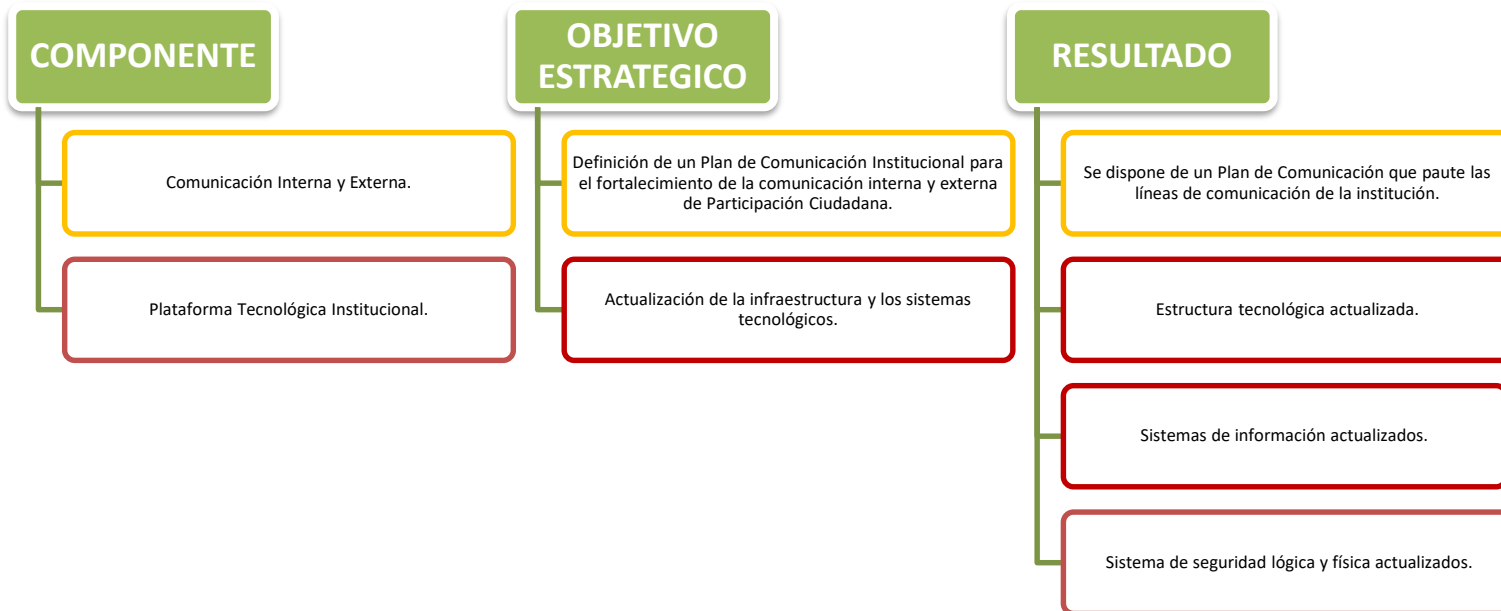 COMPONENTE
Comunicación Interna y Externa.
Plataforma Tecnológica Institucional.
OBJETIVO
ESTRATEGICO
Definición de un Plan de Comunicación Institucional para
el fortalecimiento de la comunicación interna y externa
de Participación Ciudadana.
Actualización de la infraestructura y los sistemas
tecnológicos.
RESULTADO
Se dispone de un Plan de Comunicación que paute las
líneas de comunicación de la institución.
Estructura tecnológica actualizada.
Sistemas de información actualizados.
Sistema de seguridad lógica y física actualizados.